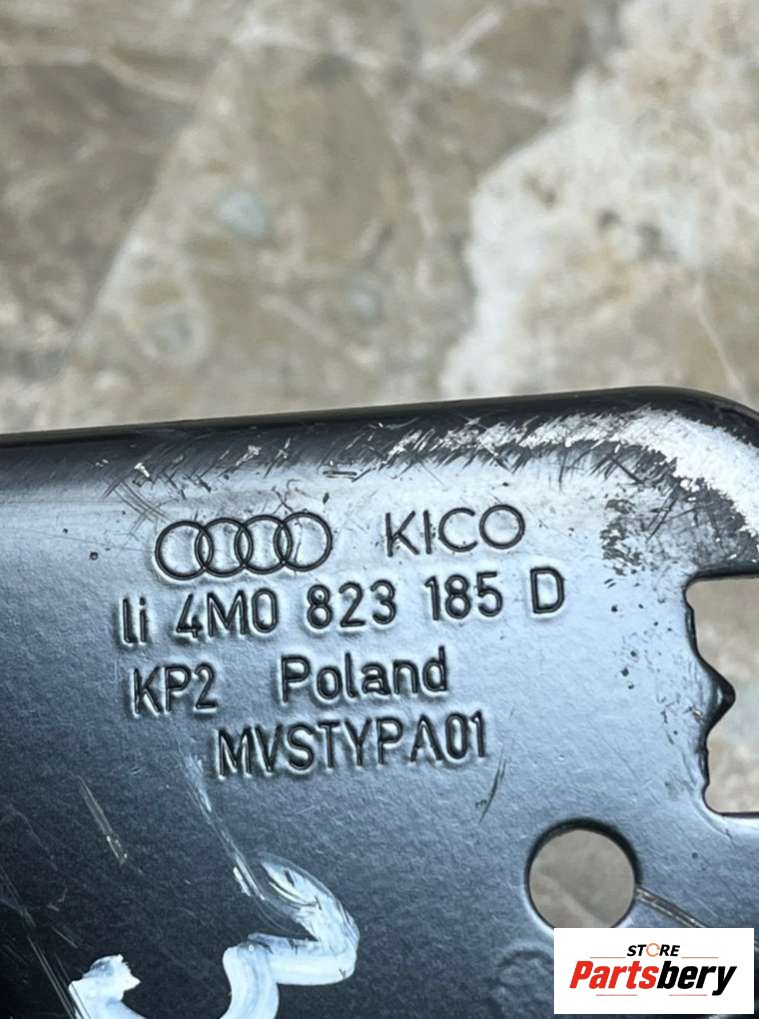 KICO
li 4M0 823 185 D
KP2 Poland
MVSTYPA01
STORE
Partsbery